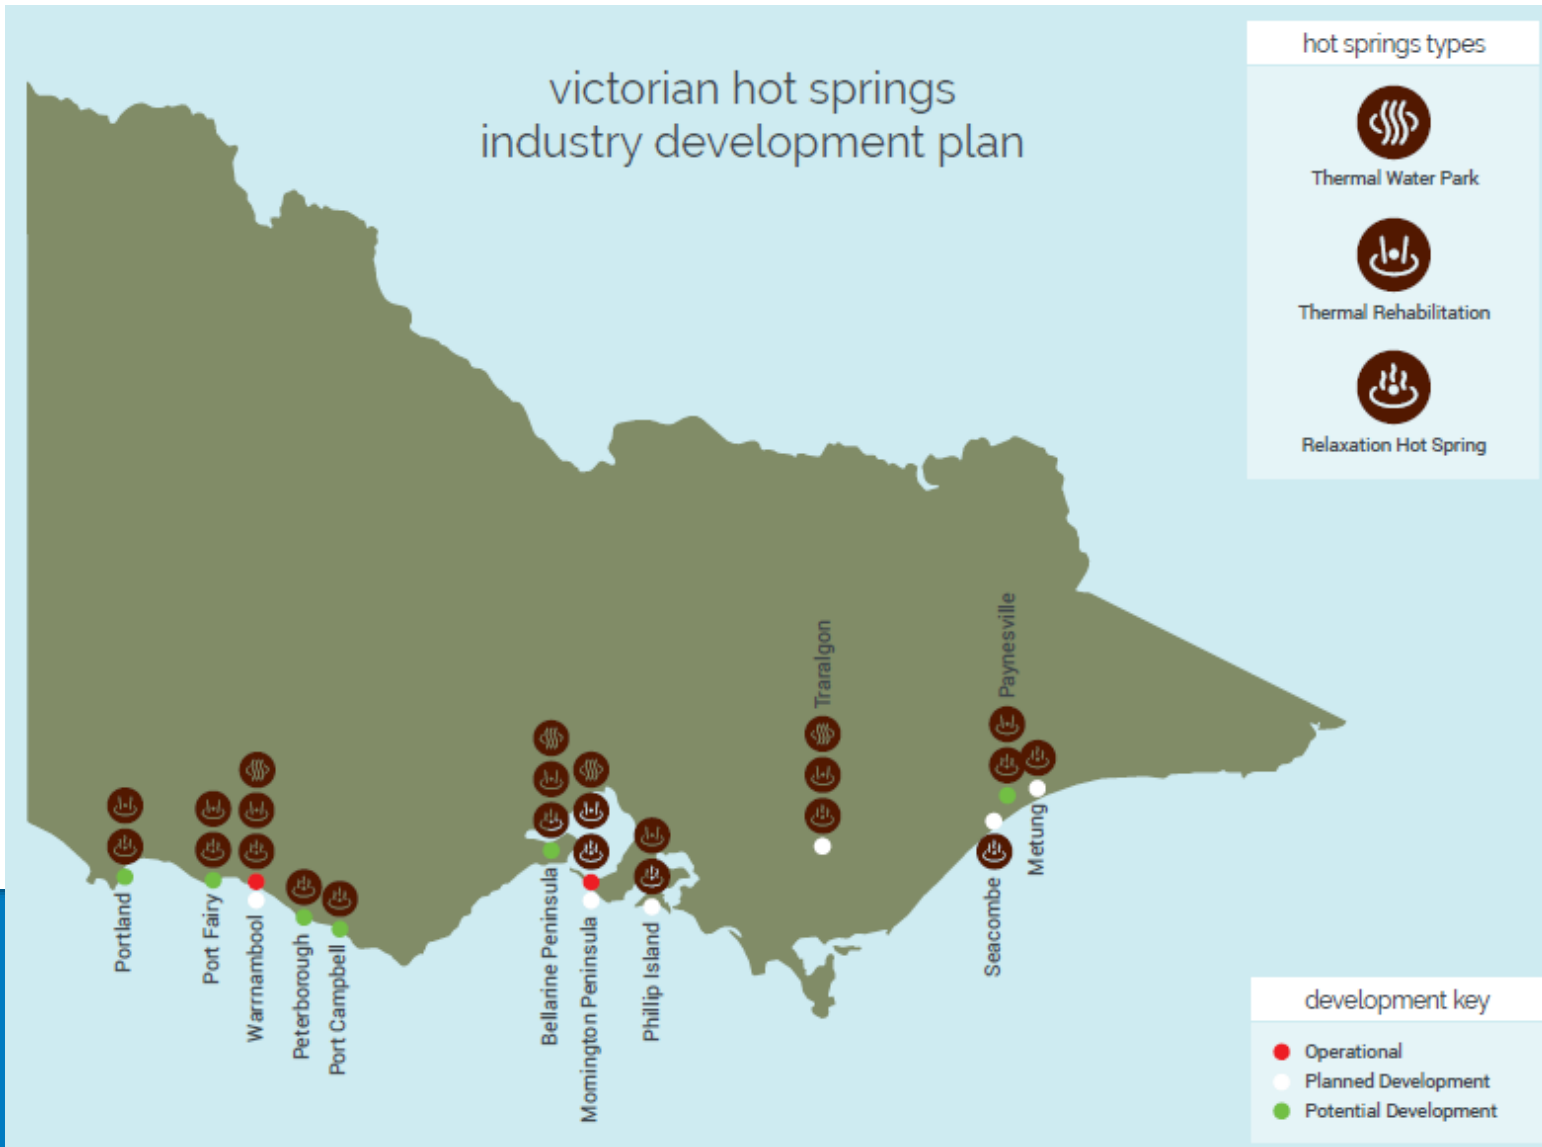 victorian hot springs
industry development plan
hot springs types
Thermal Water Park
Thermal Rehabilitation
Relaxation Hot Spring
Portland
Port Fairy
Warrnambool
Peterborough
Port Campbell
Bellarine Peninsula
Mornington Peninsula
Phillip Island
Traralgon
Seacombe
Paynesville
Metung
development key
Operational
Planned Development
Potential Development